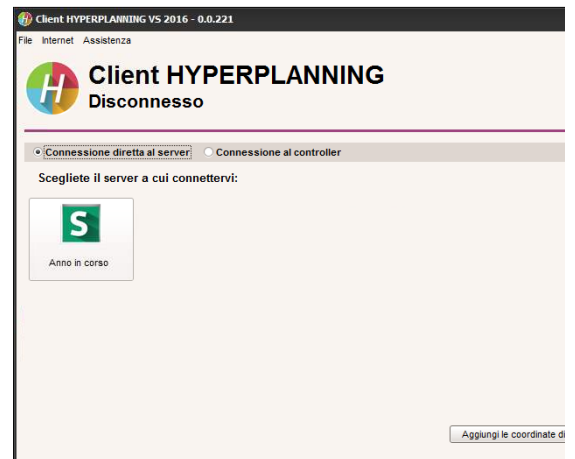 Client HYPERPLANNING VS 2016 - 0.0.221
File Internet Assistenza
H
Client HYPERPLANNING
Disconnesso
Connessione diretta al server Connessione al controller
Scegliete il server a cui connettervi:
S
Anno in corso
Aggiungi le coordinate di